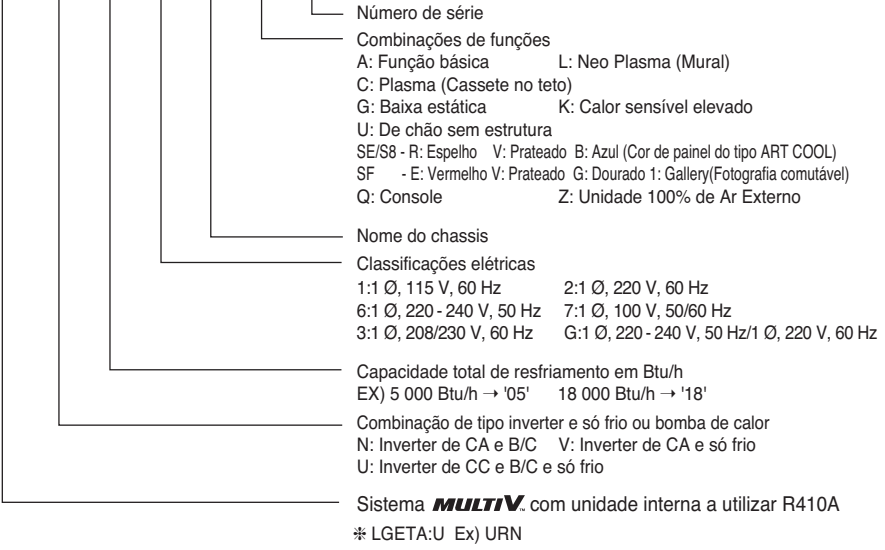 Número de série
Combinações de funções
A: Função básica L: Neo Plasma (Mural)
C: Plasma (Cassete no teto)
G: Baixa estática K: Calor sensível elevado
U: De chão sem estrutura
SE/S8 - R: Espelho V: Prateado B: Azul (Cor de painel do tipo ART COOL)
SF - E: Vermelho V: Prateado G: Dourado 1: Gallery(Fotografia comutável)
Q: Console Z: Unidade 100% de Ar Externo
Nome do chassis
Classificações elétricas
1:1 Ø, 115 V, 60 Hz 2:1 Ø, 220 V, 60 Hz
6:1 Ø, 220 - 240 V, 50 Hz 7:1 Ø, 100 V, 50/60 Hz
3:1 Ø, 208/230 V, 60 Hz G:1 Ø, 220 - 240 V, 50 Hz/1 Ø, 220 V, 60 Hz
Capacidade total de resfriamento em Btu/h
EX) 5 000 Btu/h → '05' 18 000 Btu/h → '18'
Combinação de tipo inverter e só frio ou bomba de calor
N: Inverter de CA e B/C V: Inverter de CA e só frio
U: Inverter de CC e B/C e só frio
Sistema MULTI V™ com unidade interna a utilizar R410A
❈ LGETA:U Ex) URN